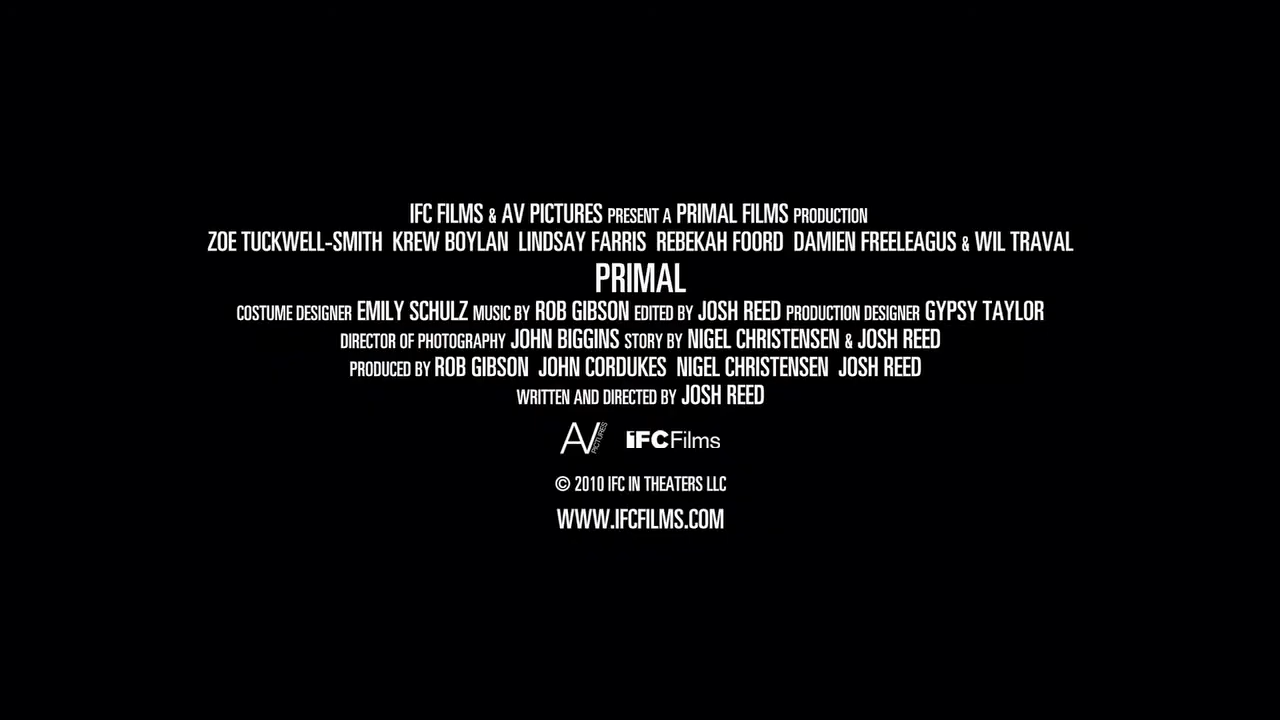 IFC FILMS & AV PICTURES PRESENT A PRIMAL FILMS PRODUCTION
ZOE TUCKWELL-SMITH KREW BOYLAN LINDSAY FARRIS REBEKAH FOORD DAMIEN FREELEAGUS & WIL TRAVAL
PRIMAL
COSTUME DESIGNER EMILY SCHULZ MUSIC BY ROB GIBSON EDITED BY JOSH REED PRODUCTION DESIGNER GYPSY TAYLOR
DIRECTOR OF PHOTOGRAPHY JOHN BIGGINS STORY BY NIGEL CHRISTENSEN & JOSH REED
PRODUCED BY ROB GIBSON JOHN CORDUKES NIGEL CHRISTENSEN JOSH REED
WRITTEN AND DIRECTED BY JOSH REED
AV PICTURES IFC Films
© 2010 IFC IN THEATERS LLC
WWW.IFCFILMS.COM